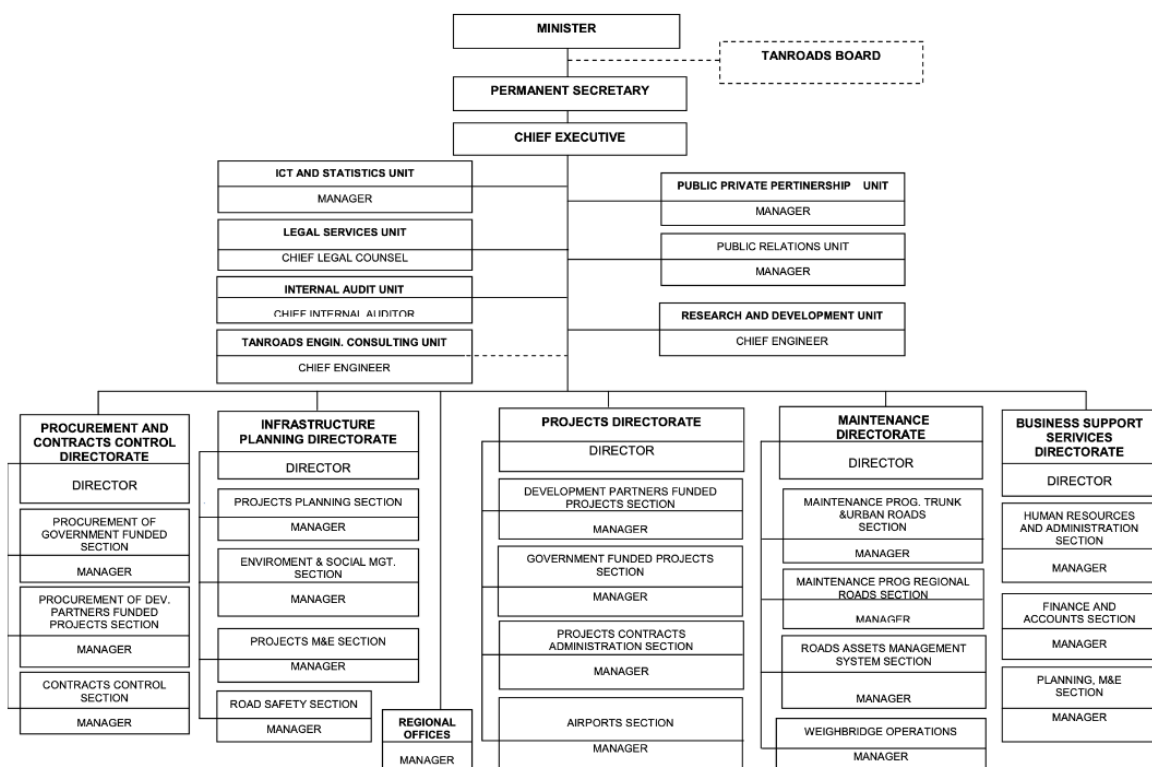 MINISTER
TANROADS BOARD
PERMANENT SECRETARY
CHIEF EXECUTIVE
ICT AND STATISTICS UNIT
MANAGER
LEGAL SERVICES UNIT
CHIEF LEGAL COUNSEL
INTERNAL AUDIT UNIT
CHIEF INTERNAL AUDITOR
TANROADS ENGIN. CONSULTING UNIT
CHIEF ENGINEER
PUBLIC PRIVATE PERTINERSHIP UNIT
MANAGER
PUBLIC RELATIONS UNIT
MANAGER
RESEARCH AND DEVELOPMENT UNIT
CHIEF ENGINEER
PROCUREMENT AND
CONTRACTS CONTROL
DIRECTORATE
DIRECTOR
PROCUREMENT OF
GOVERNMENT FUNDED
SECTION
MANAGER
PROCUREMENT OF DEV.
PARTNERS FUNDED
PROJECTS SECTION
MANAGER
CONTRACTS CONTROL
SECTION
MANAGER
INFRASTRUCTURE
PLANNING DIRECTORATE
DIRECTOR
PROJECTS PLANNING SECTION
MANAGER
ENVIROMENT & SOCIAL MGT.
SECTION
MANAGER
PROJECTS M&E SECTION
MANAGER
ROAD SAFETY SECTION
MANAGER
REGIONAL
OFFICES
MANAGER
PROJECTS DIRECTORATE
DIRECTOR
DEVELOPMENT PARTNERS FUNDED
PROJECTS SECTION
MANAGER
GOVERNMENT FUNDED PROJECTS
SECTION
MANAGER
PROJECTS CONTRACTS
ADMINISTRATION SECTION
MANAGER
AIRPORTS SECTION
MANAGER
MAINTENANCE
DIRECTORATE
DIRECTOR
MAINTENANCE PROG. TRUNK
&URBAN ROADS
SECTION
MANAGER
MAINTENANCE PROG REGIONAL
ROADS SECTION
MANAGER
ROADS ASSETS MANAGEMENT
SYSTEM SECTION
MANAGER
WEIGHBRIDGE OPERATIONS
MANAGER
BUSINESS SUPPORT
SERIVICES
DIRECTORATE
DIRECTOR
HUMAN RESOURCES
AND ADMINISTRATION
SECTION
MANAGER
FINANCE AND
ACCOUNTS SECTION
MANAGER
PLANNING, M&E
SECTION
MANAGER